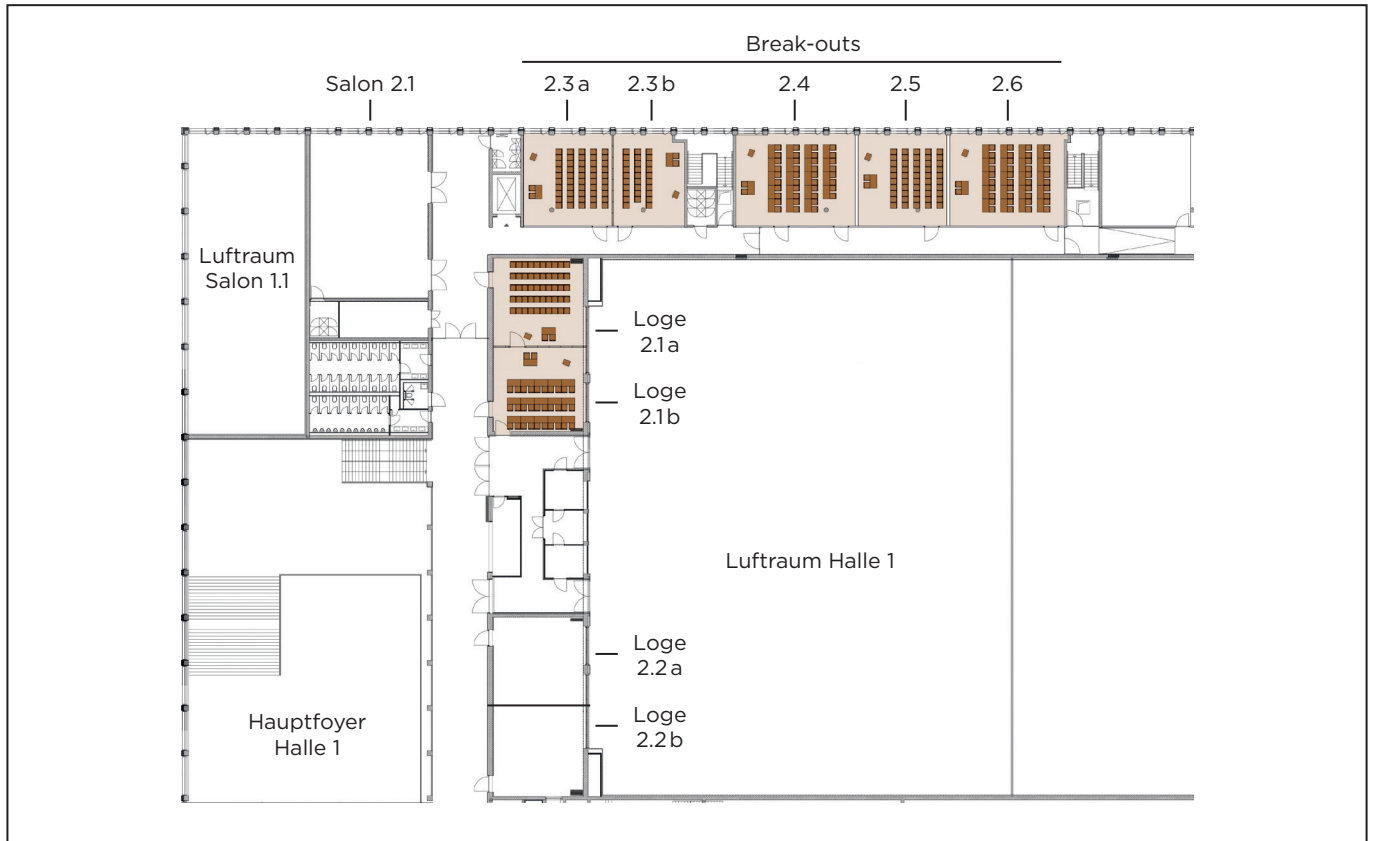 Break-outs
Salon 2.1
2.3 a
2.3 b
2.4
2.5
2.6
Luftraum
Salon 1.1
Loge
2.1 a
Loge
2.1 b
Luftraum Halle 1
Loge
2.2 a
Loge
2.2 b
Hauptfoyer
Halle 1